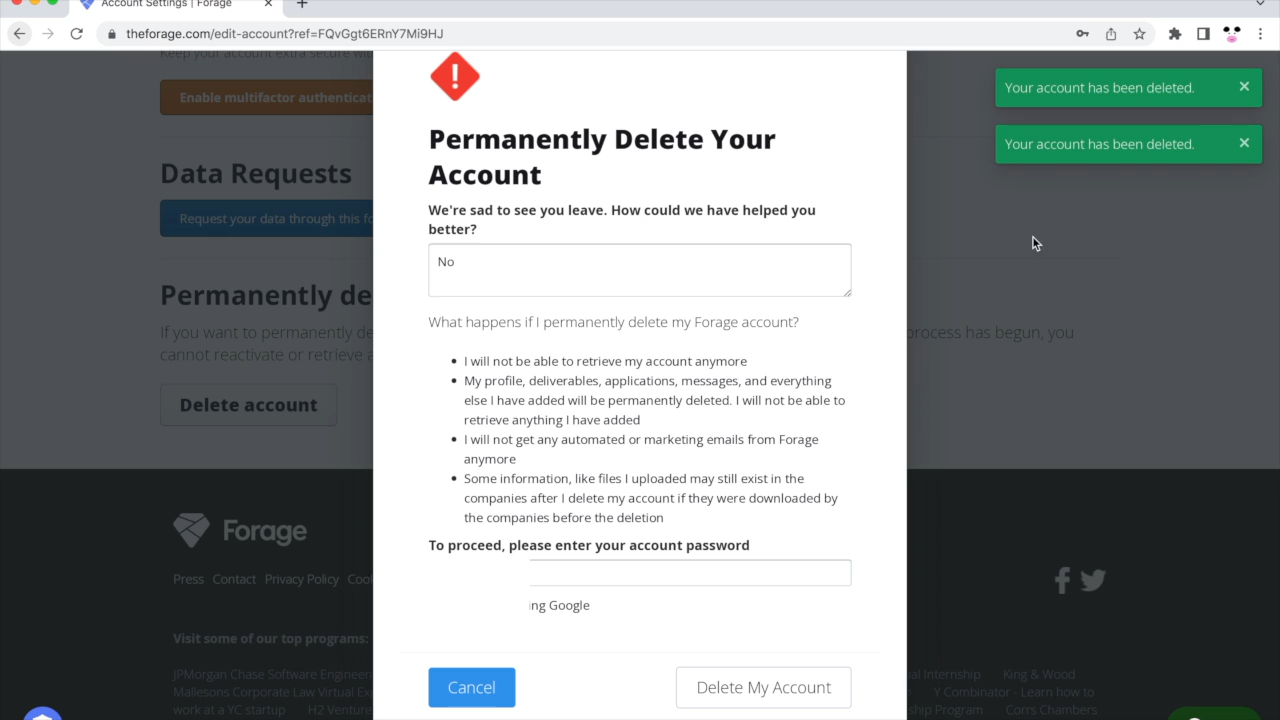 Account Settings | Forage
theforage.com/edit-account?ref=FQvGgt6ERnY7Mi9HJ
Keep your account extra secure
Enable multifactor
Your account has been deleted.
Your account has been deleted.
Data Requests
Request your data through this
Permanently
If you want to permanently
process has begun, you
cannot reactivate or retrieve
Delete account
Permanently Delete Your
Account
We're sad to see you leave. How could we have helped you
better?
No
What happens if I permanently delete my Forage account?
• I will not be able to retrieve my account anymore
• My profile, deliverables, applications, messages, and everything
else I have added will be permanently deleted. I will not be able to
retrieve anything I have added
• I will not get any automated or marketing emails from Forage
anymore
• Some information, like files I uploaded may still exist in the
companies after I delete my account if they were downloaded by
the companies before the deletion
To proceed, please enter your account password
ing Google
Cancel
Delete My Account
Forage
Press Contact Privacy Policy
Visit some of our top programs:
JPMorgan Chase Software
Internship King & Wood
Mallesons Corporate Law Virtual
Y Combinator - Learn how to
work at a YC startup H2
Program Corrs Chambers